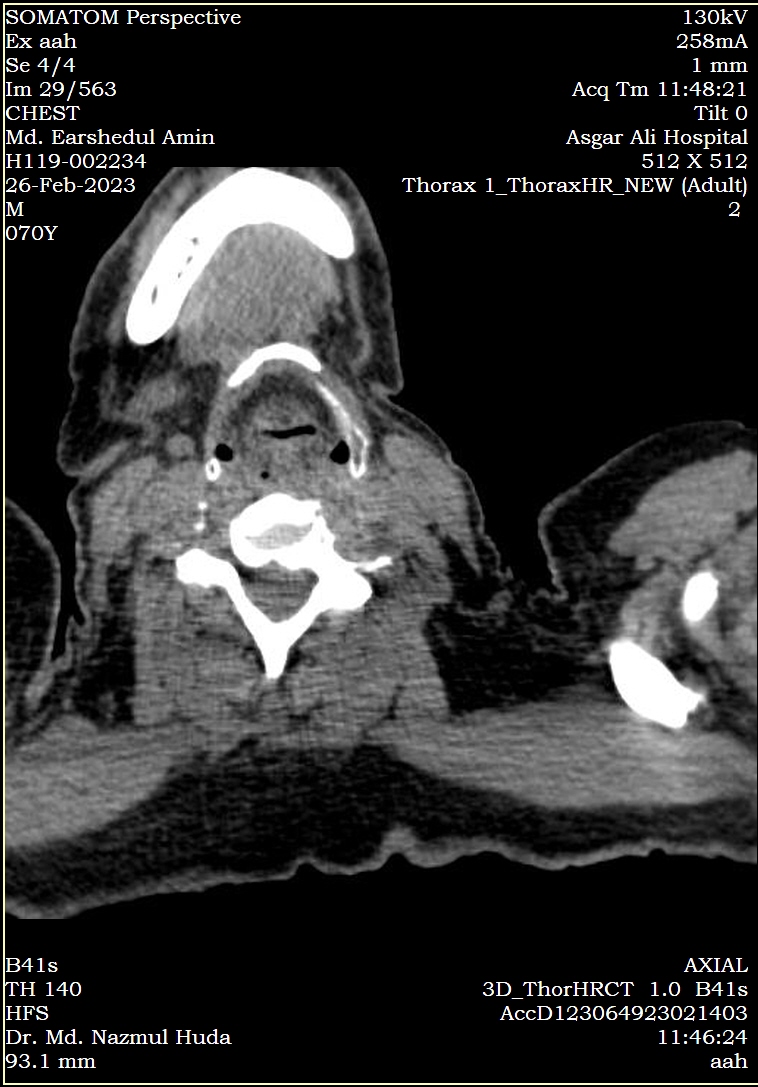 SOMATOM Perspective
Ex aah
Se 4/4
Im 29/563
CHEST
Md. Earshedul Amin
H119-002234
26-Feb-2023
M
070Y
130kV
258mA
1 mm
Acq Tm 11:48:21
Tilt 0
Asgar Ali Hospital
512 X 512
Thorax 1_ThoraxHR_NEW (Adult)
2
B41s
TH 140
HFS
Dr. Md. Nazmul Huda
93.1 mm
AXIAL
3D_ThorHRCT 1.0 B41s
AccD123064923021403
11:46:24
aah